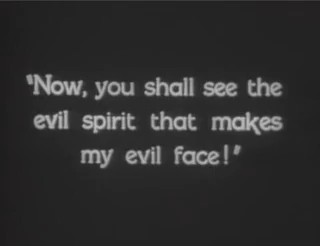 "Now, you shall see the
evil spirit that makes
my evil face!"